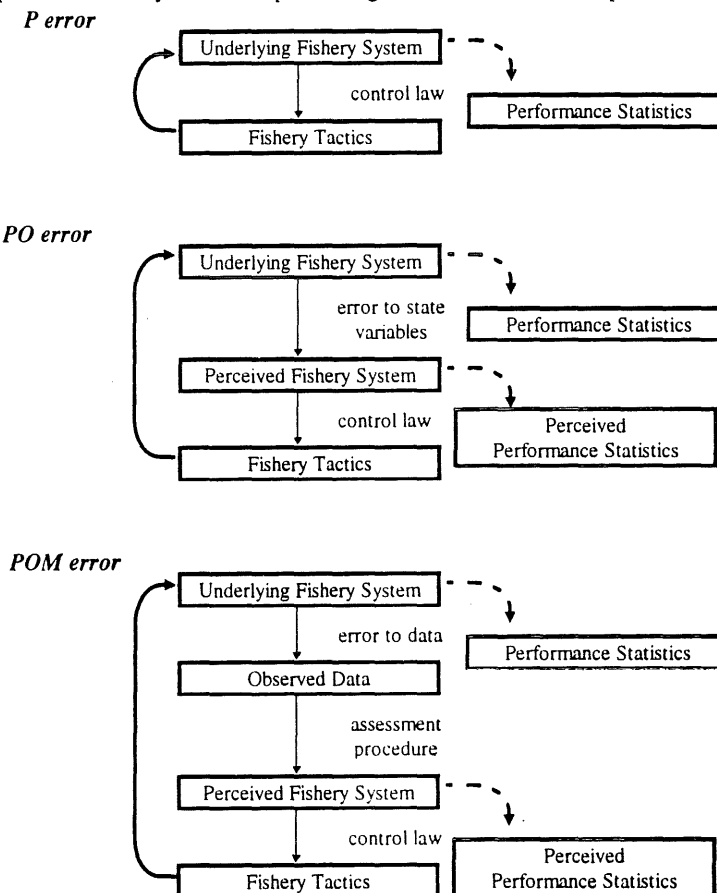 P error
Underlying Fishery System
control law
Performance Statistics
Fishery Tactics
PO error
Underlying Fishery System
error to state
variables
Performance Statistics
Perceived Fishery System
control law
Perceived
Performance Statistics
Fishery Tactics
POM error
Underlying Fishery System
error to data
Performance Statistics
Observed Data
assessment
procedure
Perceived Fishery System
control law
Perceived
Performance Statistics
Fishery Tactics